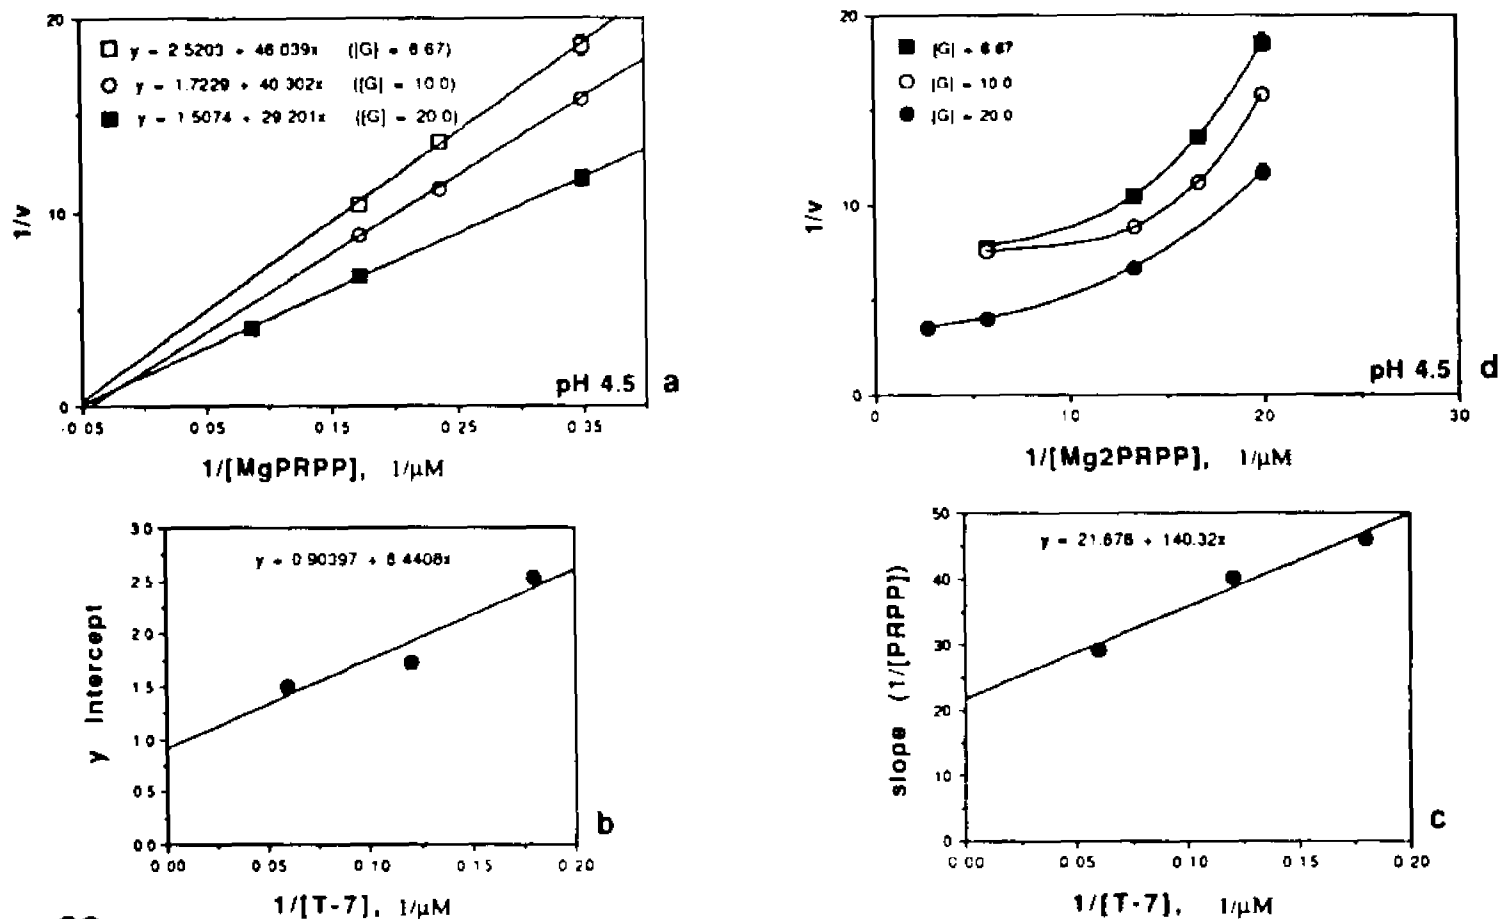 20
10
0
1/v
y = 2.5203 + 46.039x (|G| = 6.67)
y = 1.7229 + 40.302x ([G] = 10.0)
y = 1.5074 + 29.201x ([G] = 20.0)
pH 4.5 a
-0.05 0.05 0.15 0.25 0.35
1/[MgPRPP], 1/µM
20
10
0
1/v
|G| = 6.67
|G| = 10.0
|G| = 20.0
pH 4.5 d
0 10 20 30
1/[Mg2PRPP], 1/µM
3.0
2.5
2.0
1.5
1.0
0.5
0.0
y Intercept
y = 0.90397 + 8.4408x
b
0.00 0.05 0.10 0.15 0.20
1/[T-7], 1/µM
50
40
30
20
10
0
slope (1/[PRPP])
y = 21.678 + 140.32x
c
0.00 0.05 0.10 0.15 0.20
1/[T-7], 1/µM